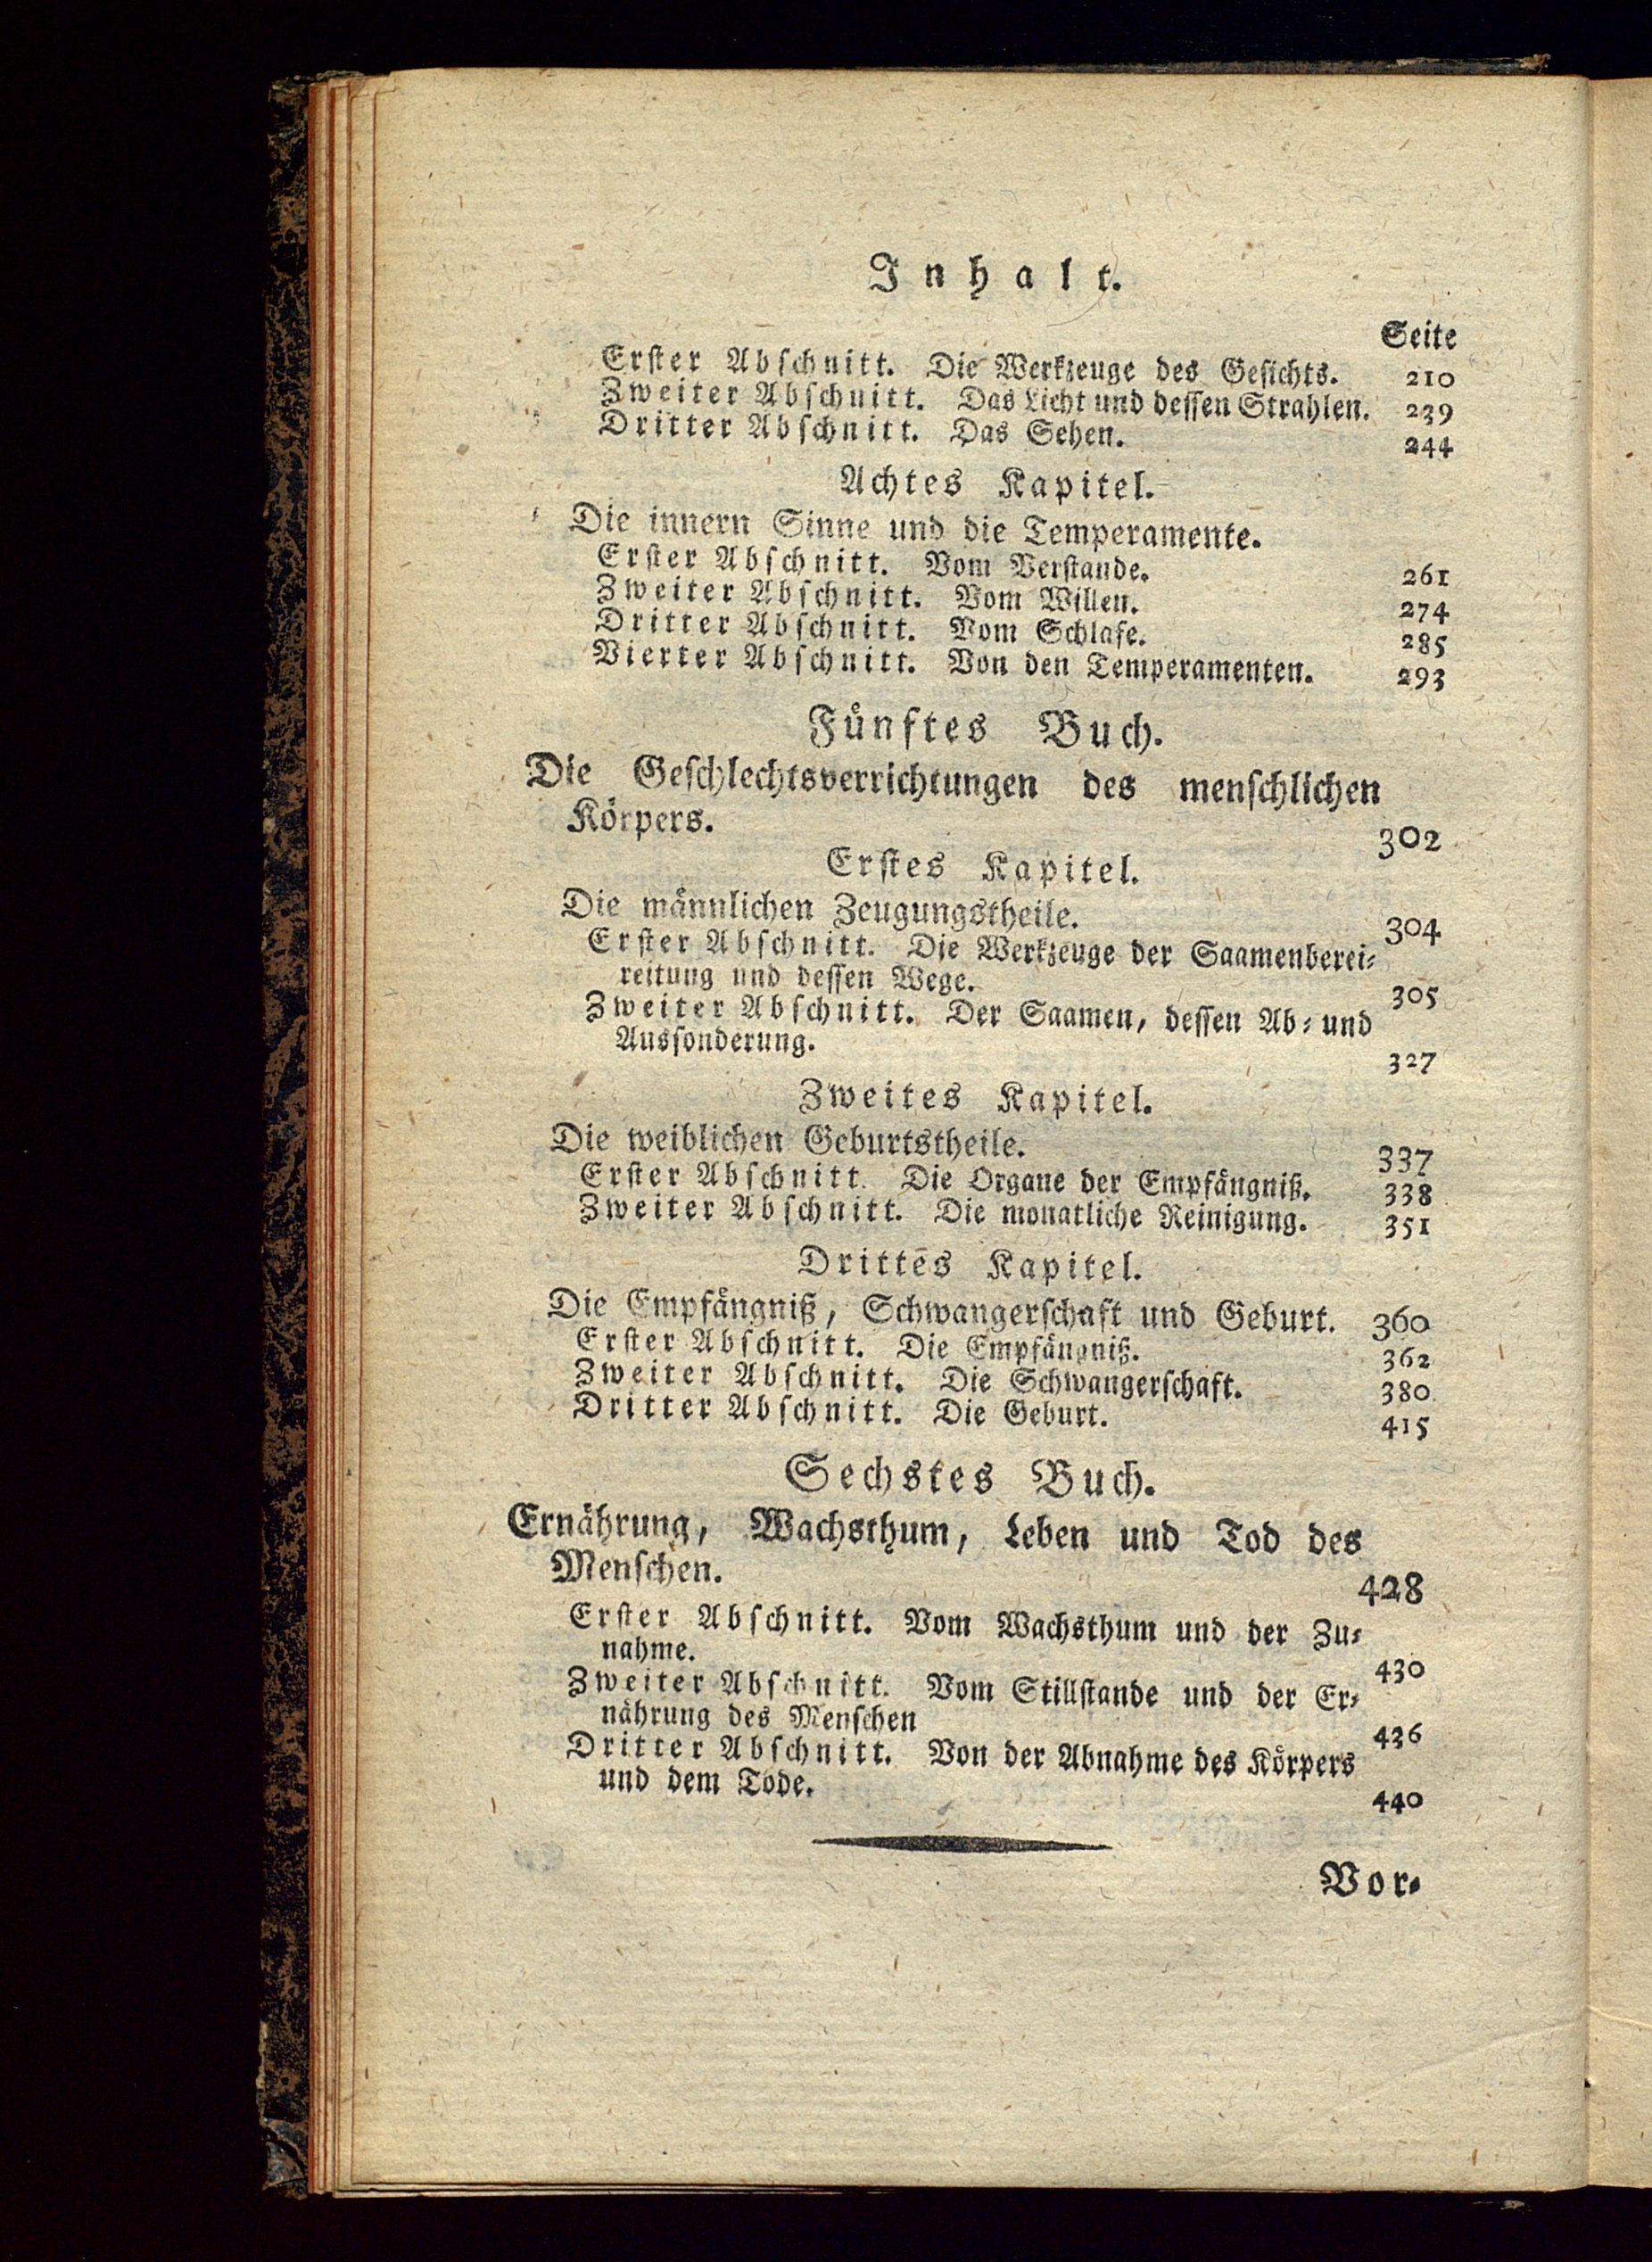 Inhalt.
Seite
Erster Abschnitt. Die Werkzeuge des Gesichts. 210
Zweiter Abschnitt. Das Licht und dessen Strahlen. 239
Dritter Abschnitt. Das Sehen. 244
Achtes Kapitel.
Die innern Sinne und die Temperamente.
Erster Abschnitt. Vom Verstande. 261
Zweiter Abschnitt. Vom Willen. 274
Dritter Abschnitt. Vom Schlafe. 285
Vierter Abschnitt. Von den Temperamenten. 293
Fünftes Buch.
Die Geschlechtsverrichtungen des menschlichen
Körpers. 302
Erstes Kapitel.
Die männlichen Zeugungstheile. 304
Erster Abschnitt. Die Werkzeuge der Saamenberei-
reitung und dessen Wege. 305
Zweiter Abschnitt. Der Saamen, dessen Ab- und
Aussonderung. 327
Zweites Kapitel.
Die weiblichen Geburtstheile. 337
Erster Abschnitt. Die Organe der Empfängniß. 338
Zweiter Abschnitt. Die monatliche Reinigung. 351
Drittes Kapitel.
Die Empfängniß, Schwangerschaft und Geburt. 360
Erster Abschnitt. Die Empfängniß. 362
Zweiter Abschnitt. Die Schwangerschaft. 380
Dritter Abschnitt. Die Geburt. 415
Sechstes Buch.
Ernährung, Wachsthum, Leben und Tod des
Menschen. 428
Erster Abschnitt. Vom Wachsthum und der Zu-
nahme. 430
Zweiter Abschnitt. Vom Stillstande und der Er-
nährung des Menschen 436
Dritter Abschnitt. Von der Abnahme des Körpers
und dem Tode. 440
Vor-